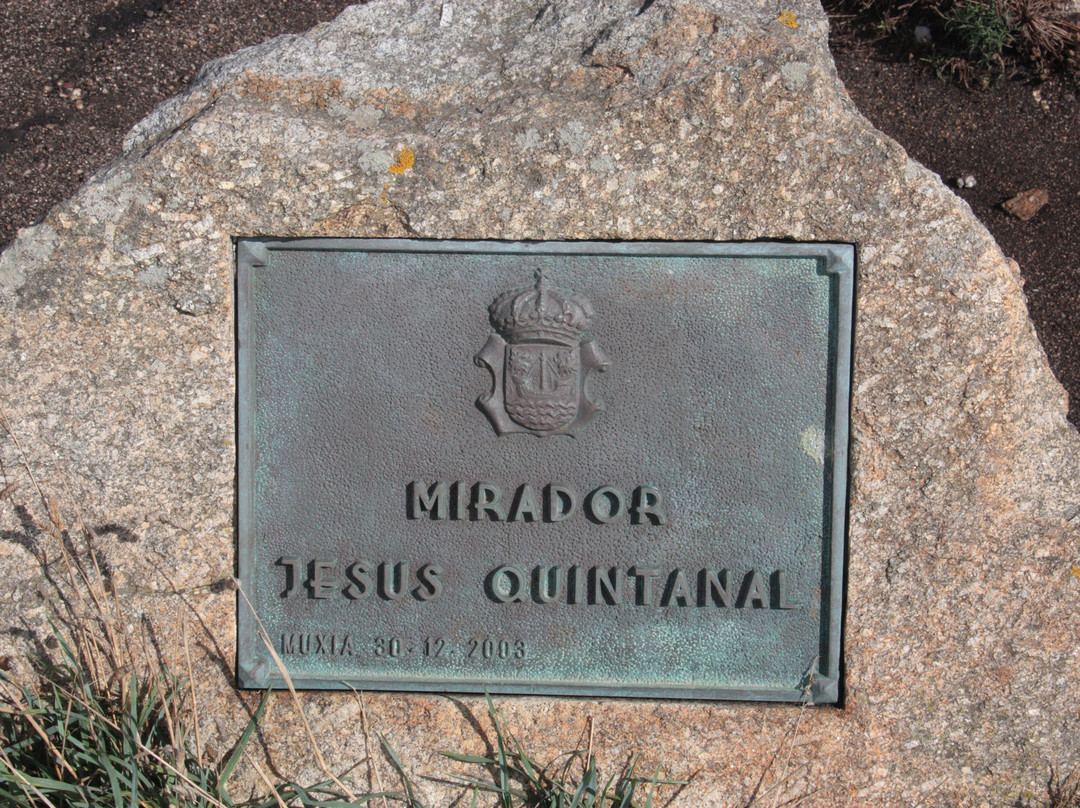 MIRADOR
JESUS QUINTANAL
MUXIA 30-12-2003